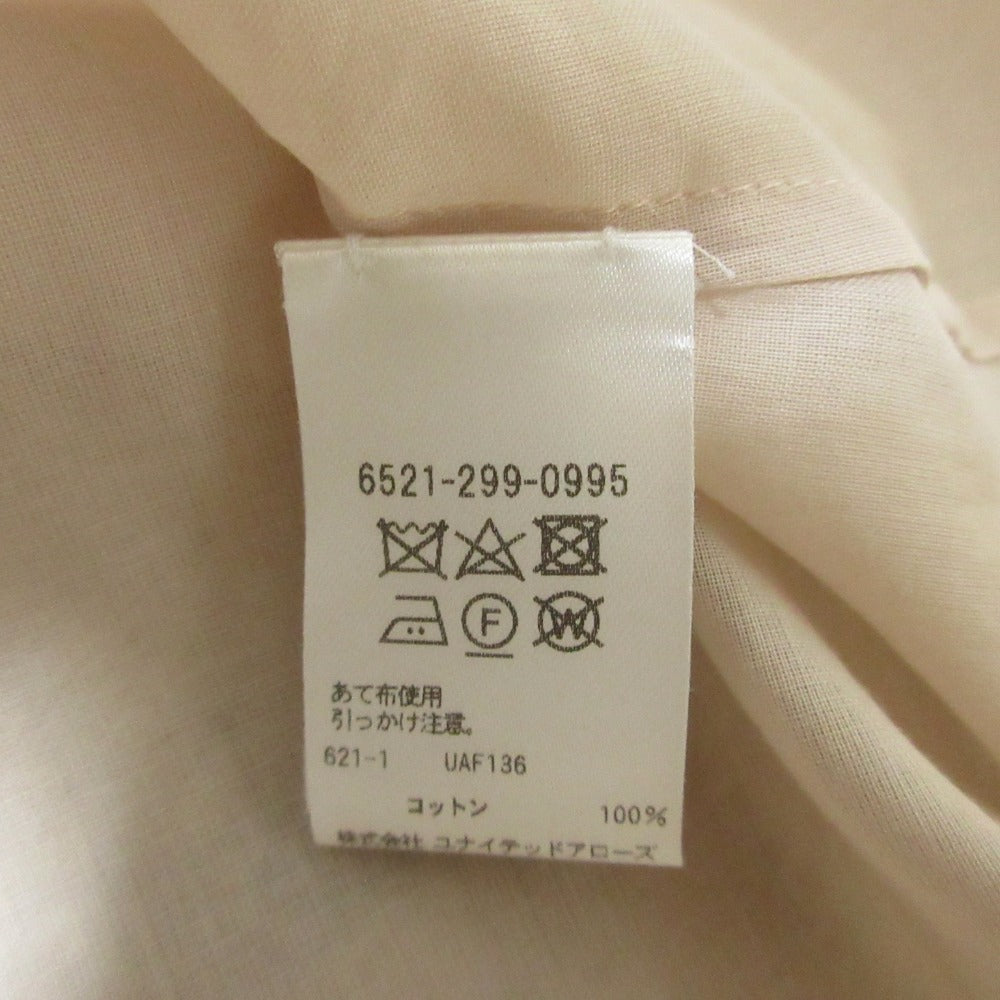 6521-299-0995
F W
あて布使用
引っかけ注意。
621-1 UAF136
コットン 100%
株式会社 ユナイテッドアローズ